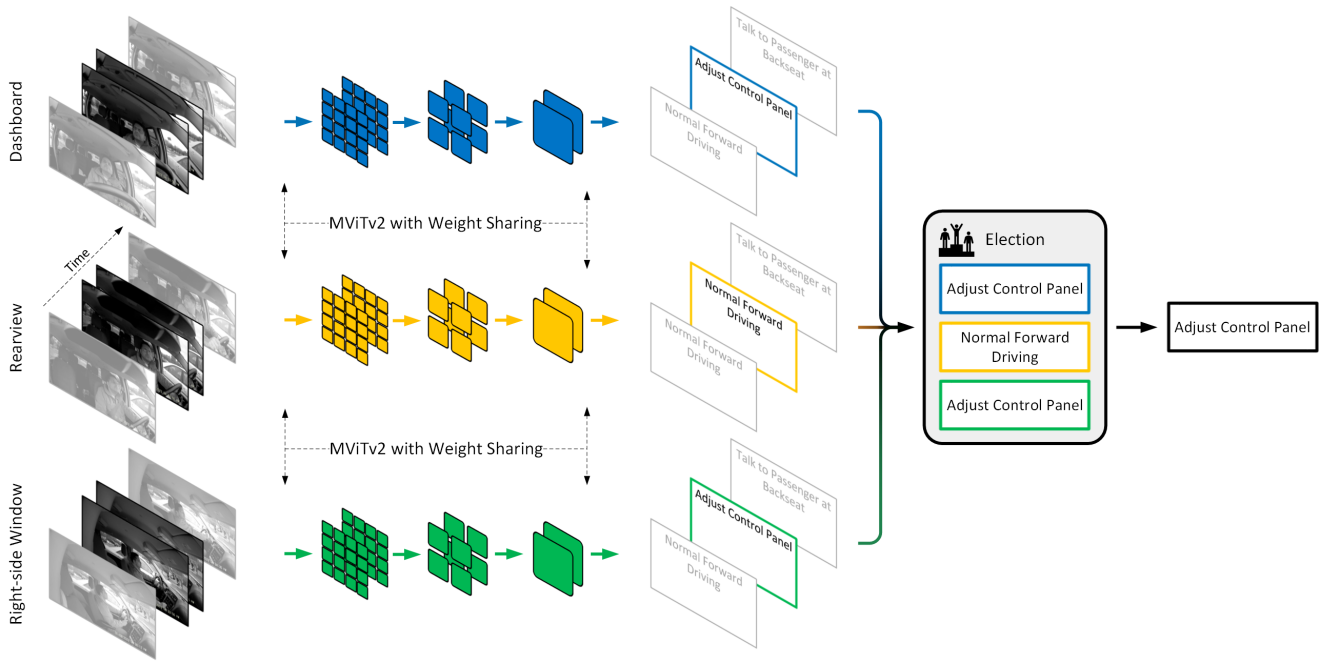 Dashboard
Talk to Passenger at
Backseat
Adjust Control Panel
Normal Forward
Driving
MViTv2 with Weight Sharing
Time
Rearview
Talk to Passenger at
Backseat
Normal Forward
Driving
Normal Forward
Driving
Election
Adjust Control Panel
Normal Forward
Driving
Adjust Control Panel
Adjust Control Panel
MViTv2 with Weight Sharing
Right-side Window
Talk to Passenger at
Backseat
Adjust Control Panel
Normal Forward
Driving